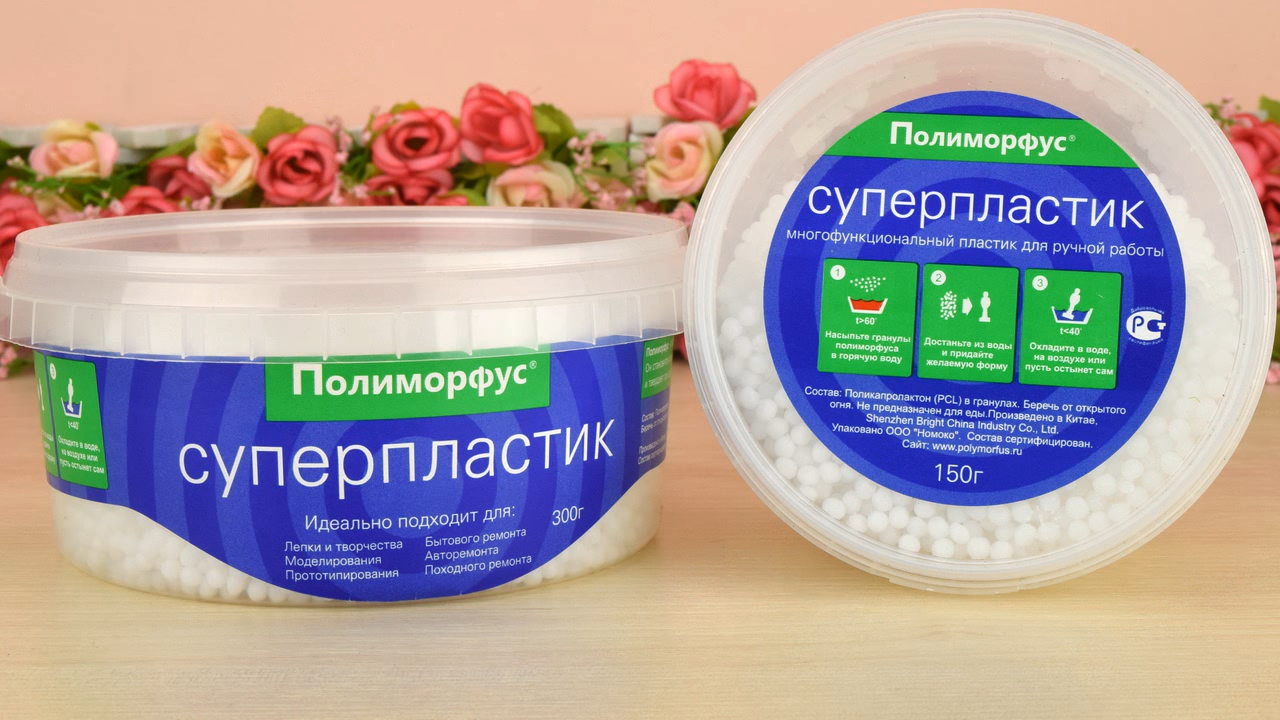 Полиморфус®
суперпластик
Идеально подходит для:
300г
Лепки и творчества
Моделирования
Прототипирования
Бытового ремонта
Авторемонта
Походного ремонта
t<40°
Охладите в воде,
на воздухе или
пусть остынет сам
Полиморфус®
суперпластик
многофункциональный пластик для ручной работы
1
t>60°
Насыпьте гранулы
полиморфуса
в горячую воду
2
Достаньте из воды
и придайте
желаемую форму
3
t<40°
Охладите в воде,
на воздухе или
пусть остынет сам
РСТ
Состав: Поликапролактон (PCL) в гранулах. Беречь от открытого
огня. Не предназначен для еды.Произведено в Китае,
Shenzhen Bright China Industry Co., Ltd.
Упаковано ООО "Номоко". Состав сертифицирован.
Сайт: www.polymorfus.ru
150г